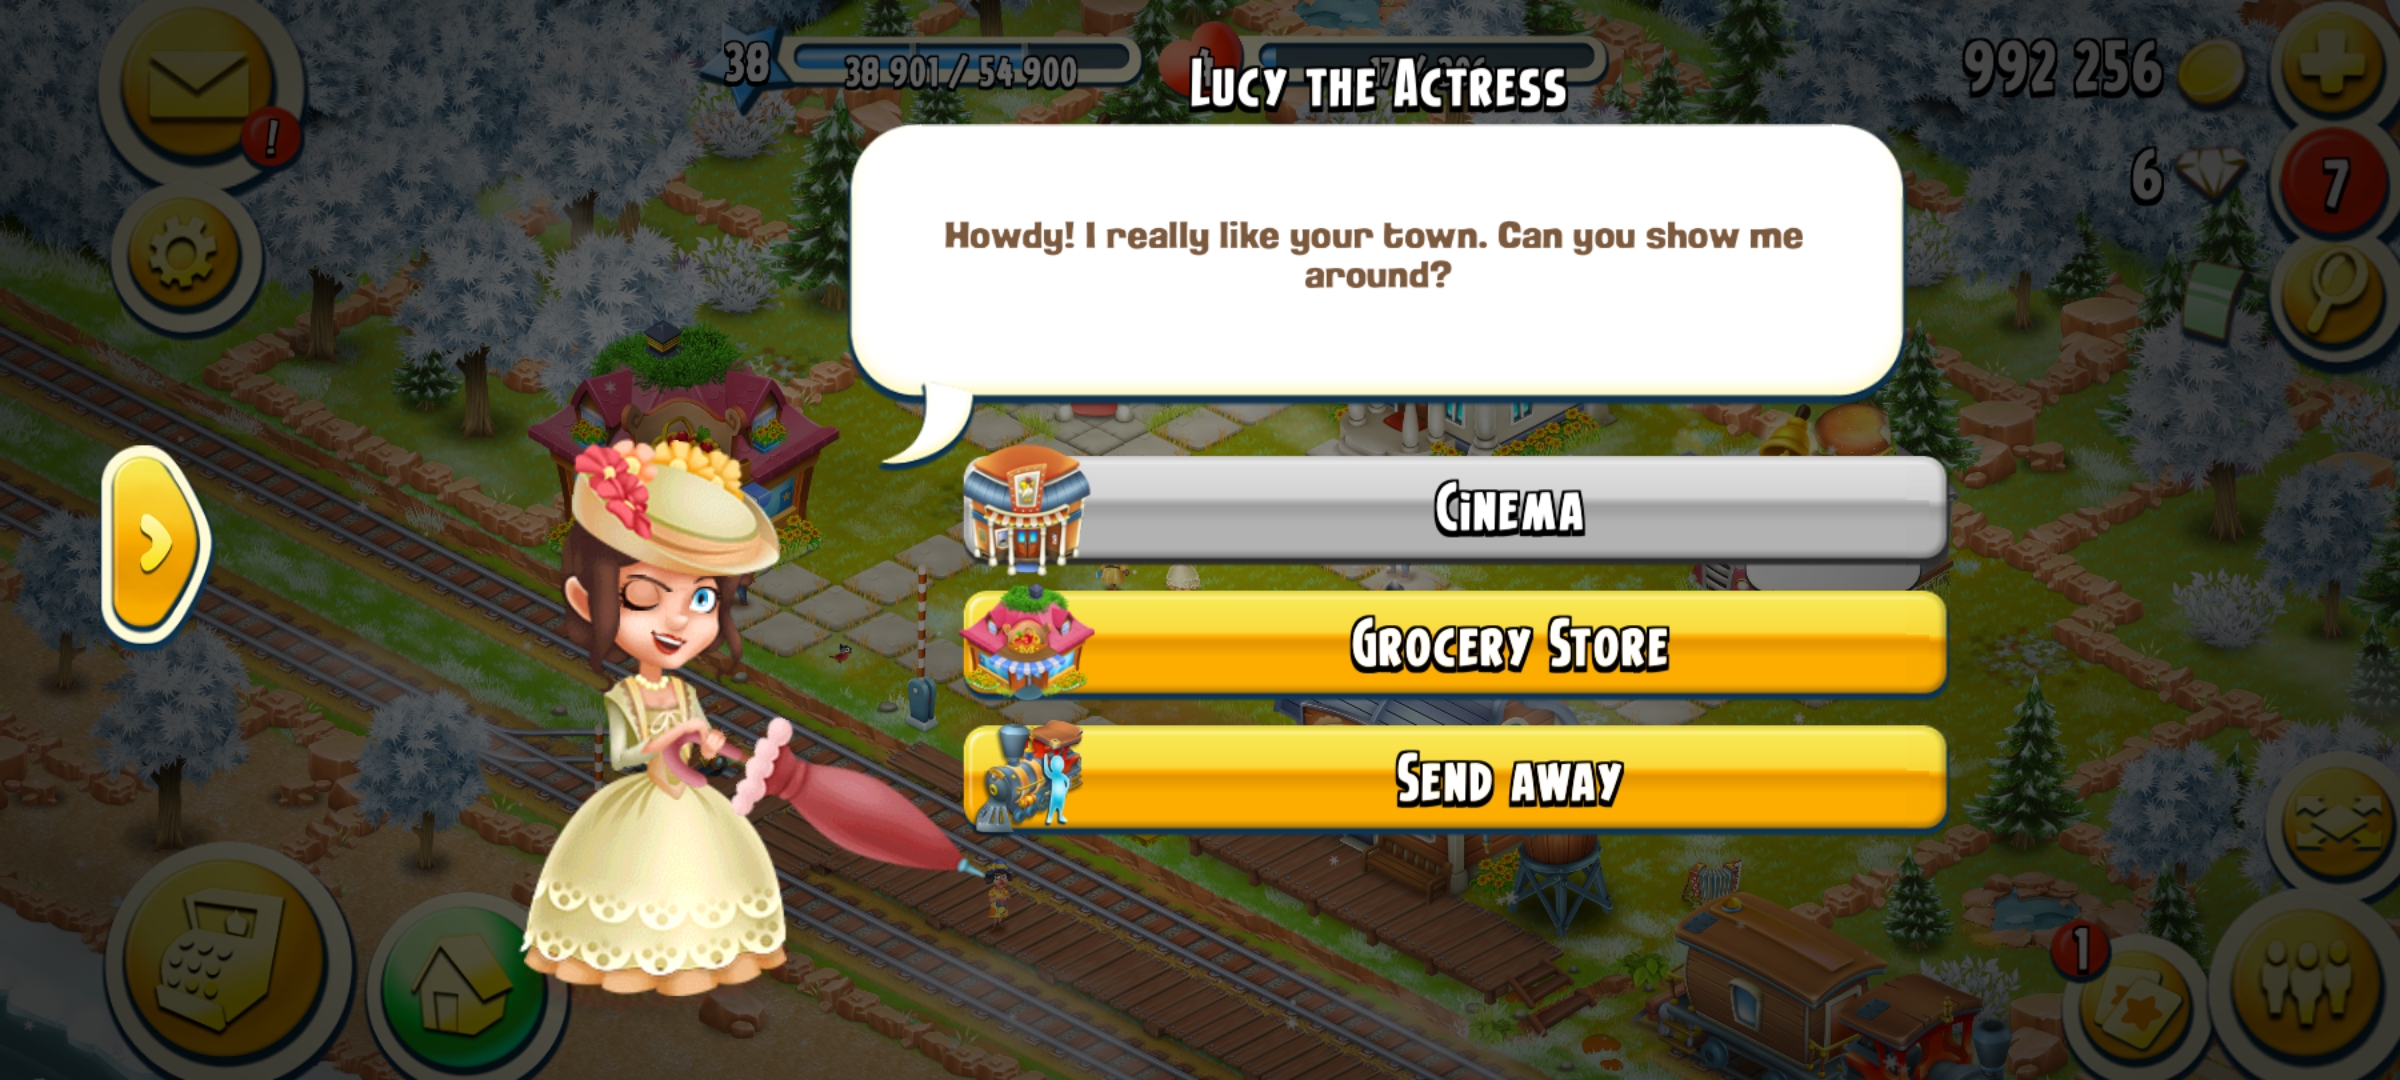 38
38 901 / 54 900
992 256
6
7
!
LUCY THE ACTRESS
Howdy! I really like your town. Can you show me
around?
CINEMA
GROCERY STORE
SEND AWAY
1